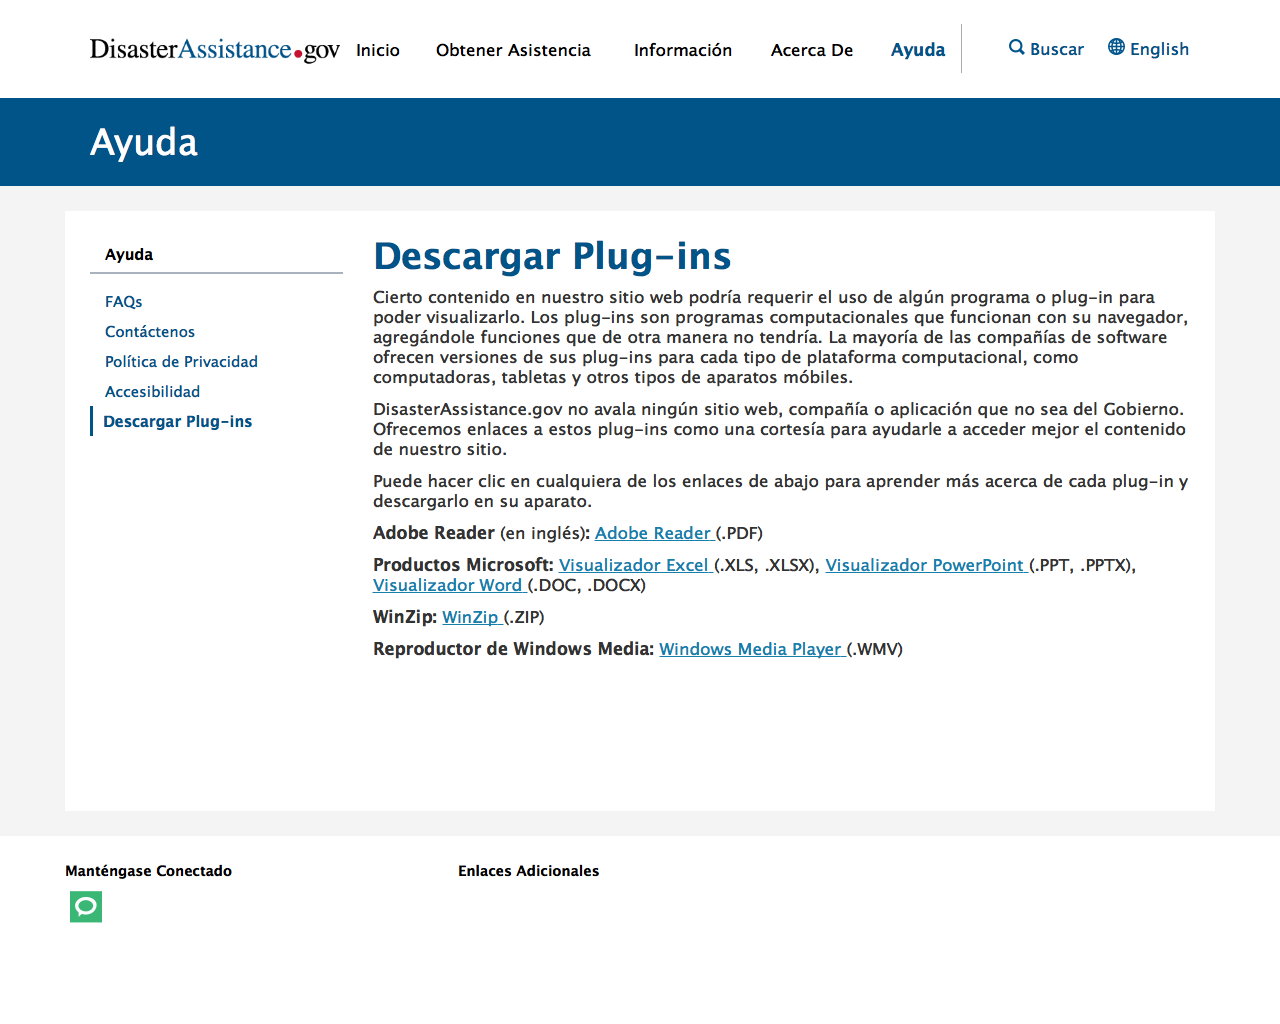 DisasterAssistance.gov Inicio Obtener Asistencia Información Acerca De Ayuda Buscar English
Ayuda
Ayuda
FAQs
Contáctenos
Política de Privacidad
Accesibilidad
Descargar Plug-ins
Descargar Plug-ins
Cierto contenido en nuestro sitio web podría requerir el uso de algún programa o plug-in para
poder visualizarlo. Los plug-ins son programas computacionales que funcionan con su navegador,
agregándole funciones que de otra manera no tendría. La mayoría de las compañías de software
ofrecen versiones de sus plug-ins para cada tipo de plataforma computacional, como
computadoras, tabletas y otros tipos de aparatos móbiles.
DisasterAssistance.gov no avala ningún sitio web, compañía o aplicación que no sea del Gobierno.
Ofrecemos enlaces a estos plug-ins como una cortesía para ayudarle a acceder mejor el contenido
de nuestro sitio.
Puede hacer clic en cualquiera de los enlaces de abajo para aprender más acerca de cada plug-in y
descargarlo en su aparato.
Adobe Reader (en inglés): Adobe Reader (.PDF)
Productos Microsoft: Visualizador Excel (.XLS, .XLSX), Visualizador PowerPoint (.PPT, .PPTX),
Visualizador Word (.DOC, .DOCX)
WinZip: WinZip (.ZIP)
Reproductor de Windows Media: Windows Media Player (.WMV)
Manténgase Conectado
Enlaces Adicionales